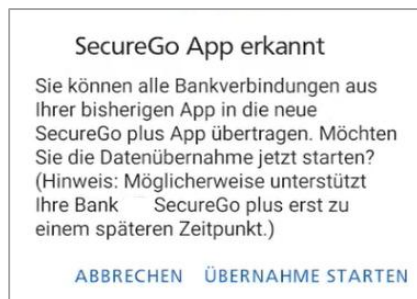 SecureGo App erkannt
Sie können alle Bankverbindungen aus
Ihrer bisherigen App in die neue
SecureGo plus App übertragen. Möchten
Sie die Datenübernahme jetzt starten?
(Hinweis: Möglicherweise unterstützt
Ihre Bank SecureGo plus erst zu
einem späteren Zeitpunkt.)
ABBRECHEN ÜBERNAHME STARTEN